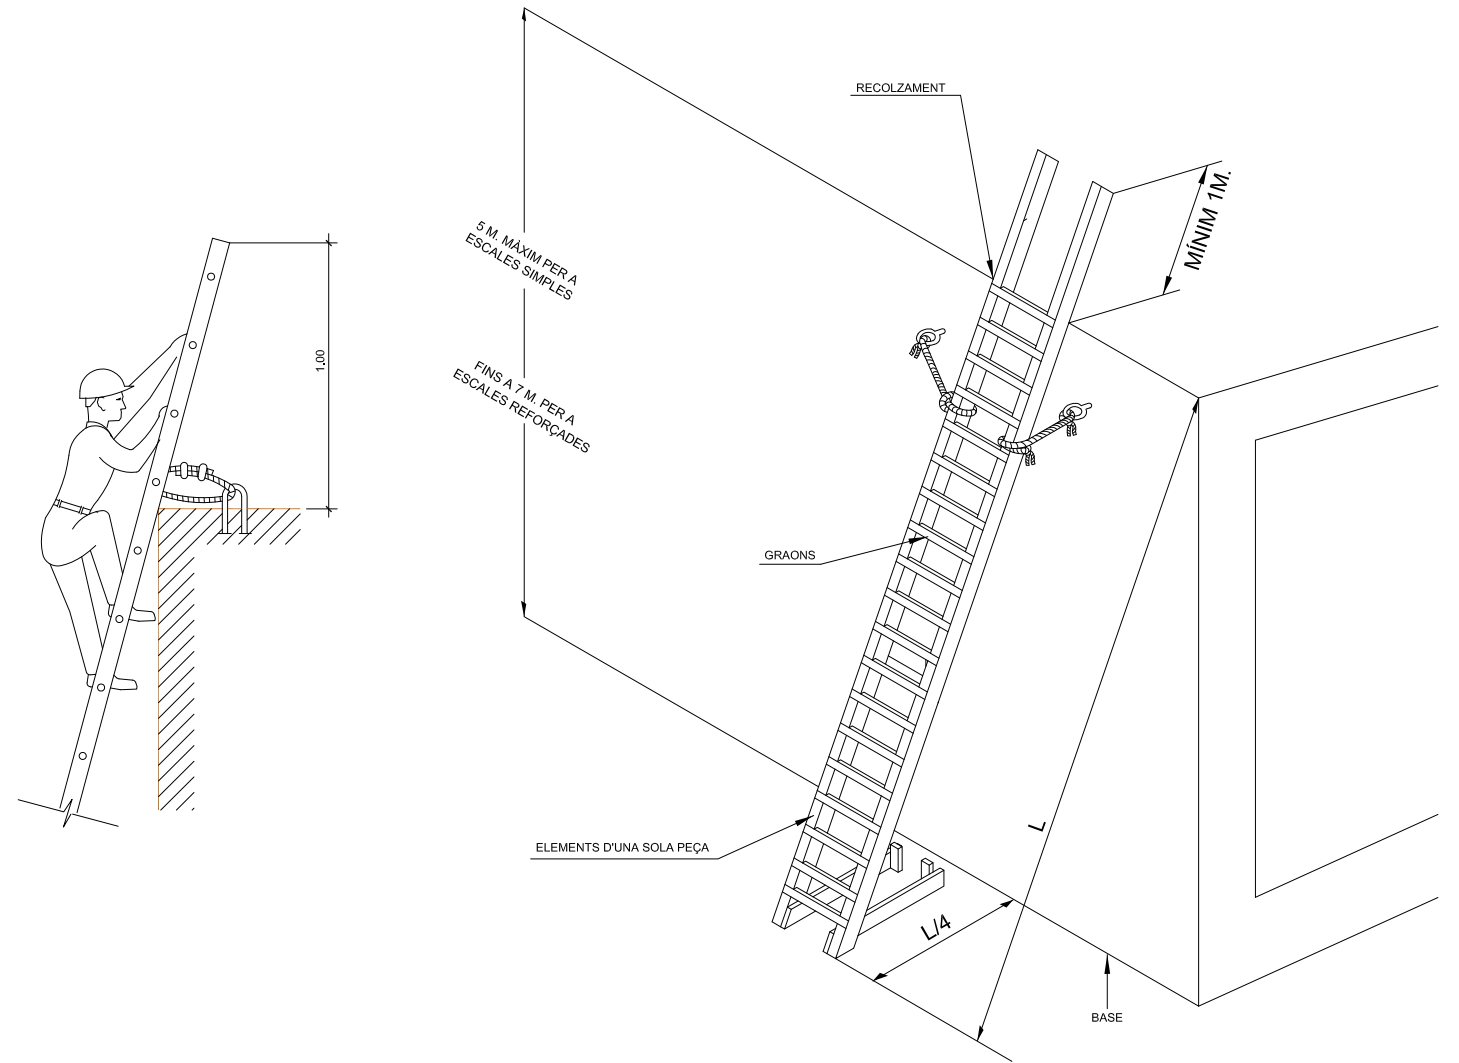 RECOLZAMENT
MÍNIM 1M.
5 M. MÀXIM PER A
ESCALES SIMPLES
1.00
FINS A 7 M. PER A
ESCALES REFORÇADES
GRAONS
ELEMENTS D'UNA SOLA PEÇA
L
L/4
BASE